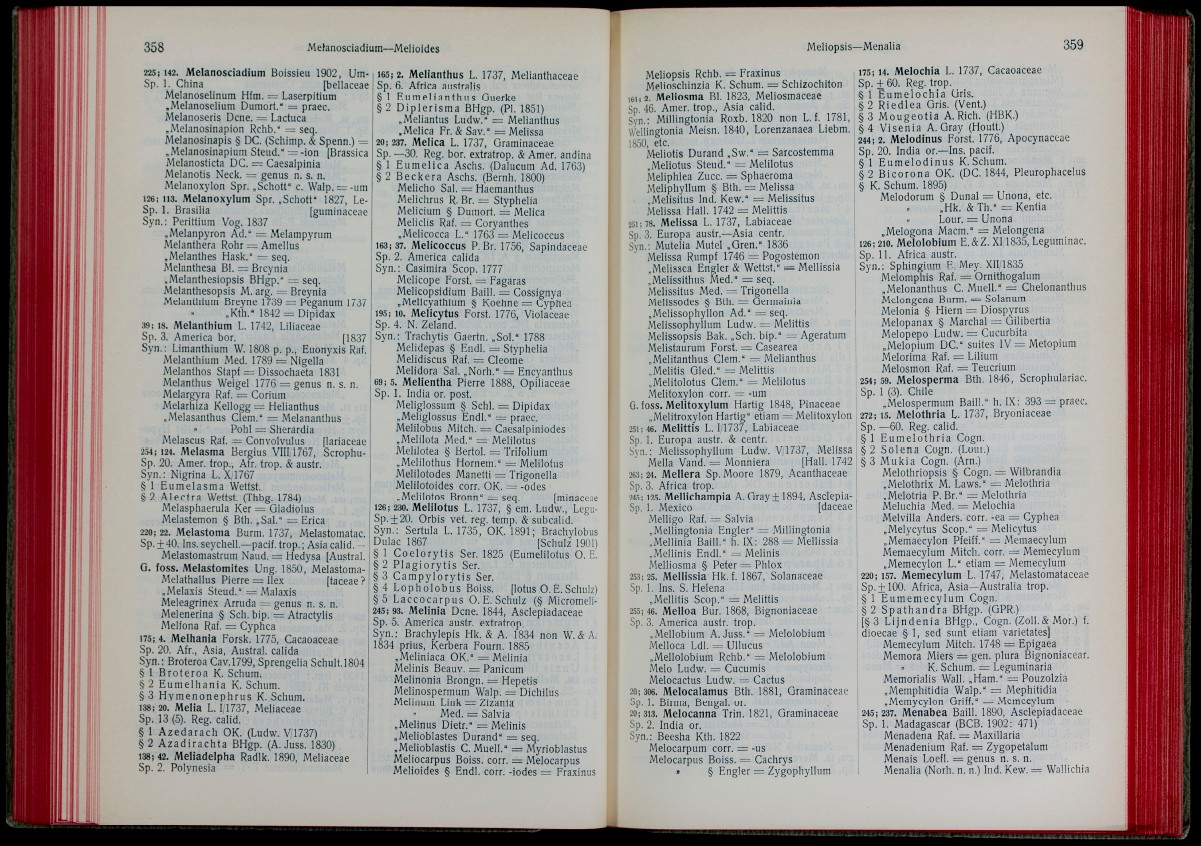 358
Melanosciadium—Melioides
225; 142. Melanosciadium Boissieu 1902, Um-
Sp. 1. China [bellaceae
Melanoselinum Hfm. = Laserpitium
„Melanoselium Dumort.“ = praec.
Melanoseris Dcne. = Lactuca
„Melanosinapion Rchb.“ = seq.
Melanosinapis § DC. (Schimp. & Spenn.) =
„Melanosinapium Steud.“ = -ion [Brassica
Melanosticta DC. = Caesalpinia
Melanotis Neck. = genus n. s. n.
Melanoxylon Spr. „Schott“ c. Walp. = -um
126; 113. Melanoxylum Spr. „Schott“ 1827, Le-
Sp. 1. Brasilia [guminaceae
Syn.: Perittium Vog. 1837
„Melanpyron Ad.“ = Melampyrum
Melanthera Rohr = Amellus
„Melanthes Hask.“ = seq.
Melanthesa Bl. = Breynia
„Melanthesiopsis BHgp.“ = seq.
Melanthesopsis M. arg. = Breynia
Melanthium Breyne 1739 = Peganum 1737
„ „Kth.“ 1842 = Dipidax
39; 18. Melanthium L. 1742, Liliaceae
Sp. 3. America bor. [1837
Syn.: Limanthium W. 1808 p. p., Euonyxis Raf.
Melanthium Med. 1789 = Nigella
Melanthos Stapf = Dissochaeta 1831
Melanthus Weigel 1776 = genus n. s. n.
Melargyra Raf. = Corium
Melarhiza Kellogg = Helianthus
„Melasanthus Clem.“ = Melananthus
„ Pohl = Sherardia
Melascus Raf. = Convolvulus [lariaceae
254; 124. Melasma Bergius VIII/1767, Scrophu-
Sp. 20. Amer. trop., Afr. trop. & austr.
Syn.: Nigrina L. X/1767
§ 1 Eumelasma Wettst.
§ 2 Alectra Wettst. (Thbg. 1784)
Melasphaerula Ker = Gladiolus
Melastemon § Bth. „Sal.“ = Erica
220; 22. Melastoma Burm. 1737, Melastomatac.
Sp. ±40. Ins. seychell.—pacif. trop.; Asia calid. —
Melastomastrum Naud. = Hedysa [Austral.
G. foss. Melastomites Ung. 1850, Melastoma-
Melathallus Pierre = Ilex [taceae ?
„Melaxis Steud.“ = Malaxis
Meleagrinex Arruda = genus n. s. n.
Melenerina § Sch. bip. = Atractylis
Melfona Raf. = Cyphea
175; 4. Melhania Forsk. 1775, Cacaoaceae
Sp. 20. Afr., Asia, Austral. calida
Syn.: Broteroa Cav. 1799, Sprengelia Schult. 1804
§ 1 Broteroa K. Schum.
§ 2 Eumelhania K. Schum.
§ 3 Hymenonephrus K. Schum.
138; 20. Melia L. I/1737, Meliaceae
Sp. 13 (5). Reg. calid.
§ 1 Azedarach OK. (Ludw. V/1737)
§ 2 Azadirachta BHgp. (A. Juss. 1830)
138; 42. Meliadelpha Radlk. 1890, Meliaceae
Sp. 2. Polynesia
165; 2. Melianthus L. 1737, Melianthaceae
Sp. 6. Africa australis
§ 1 Eumelianthus Guerke
§ 2 Diplerisma BHgp. (Pl. 1851)
„Meliantus Ludw.“ = Melianthus
„Melica Fr. & Sav.“ = Melissa
20; 237. Melica L. 1737, Graminaceae
Sp. —30. Reg. bor. extratrop. & Amer. andina
§ 1 Eumelica Aschs. (Dalucum Ad. 1763)
§ 2 Beckera Aschs. (Bernh. 1800)
Melicho Sal. = Haemanthus
Melichrus R. Br. = Styphelia
Melicium § Dumort. = Melica
Meliclis Raf. = Coryanthes
„Melicocca L.“ 1763 = Melicoccus
163; 37. Melicoccus P. Br. 1756, Sapindaceae
Sp. 2. America calida
Syn.: Casimira Scop. 1777
Melicope Forst. = Fagaras
Melicopsidium Baill. = Cossignya
„Melicyathium § Koehne = Cyphea
195; 10. Melicytus Forst. 1776, Violaceae
Sp. 4. N. Zeland.
Syn.: Trachytis Gaertn. „Sol.“ 1788
Melidepas § Endl. = Styphelia
Melidiscus Raf. = Cleome
Melidora Sal. „Norh.“ = Encyanthus
69; 5. Melientha Pierre 1888, Opiliaceae
Sp. 1. India or. post.
Meliglossum § Schl. = Dipidax
„Meliglossus Endl.“ = praec.
Melilobus Mitch. = Caesalpiniodes
„Melilota Med.“ = Melilotus
Melilotea § Bertol. = Trifolium
„Melilothus Hornem.“ = Melilotus
Melilotodes Manetti = Trigonella
Melilotoides corr. OK. = -odes
„Melilotos Bronn“ = seq. [minaceae
126; 230. Melilotus L. 1737, § em. Ludw., Legu-
Sp. ±20. Orbis vet. reg. temp. & subcalid.
Syn.: Sertula L. 1735, OK. 1891; Brachylobus
Dulac 1867 [Schulz 1901)
§ 1 Coelorytis Ser. 1825 (Eumelilotus O. E.
§ 2 Plagiorytis Ser.
§ 3 Campylorytis Ser.
§ 4 Lopholobus Boiss. [lotus O. E. Schulz)
§ 5 Laccocarpus O. E. Schulz (§ Micromeli-
245; 93. Melinia Dcne. 1844, Asclepiadaceae
Sp. 5. America austr. extratrop.
Syn.: Brachylepis Hk. & A. 1834 non W. & A.
1834 prius, Kerbera Fourn. 1885
„Meliniaca OK.“ = Melinia
Melinis Beauv. = Panicum
Melinonia Brongn. = Hepetis
Melinospermum Walp. = Dichilus
Melinum Link = Zizania
„ Med. = Salvia
„Melinus Dietr.“ = Melinis
„Melioblastes Durand“ = seq.
„Melioblastis C. Muell.“ = Myrioblastus
Meliocarpus Boiss. corr. = Melocarpus
Melioides § Endl. corr. -iodes = Fraxinus
Meliopsis—Menalia
359
Meliopsis Rchb. = Fraxinus
Melioschinzia K. Schum. = Schizochiton
161; 2. Meliosma Bl. 1823, Meliosmaceae
Sp. 46. Amer. trop., Asia calid.
Syn.: Millingtonia Roxb. 1820 non L. f. 1781,
Wellingtonia Meisn. 1840, Lorenzanaea Liebm.
1850, etc.
Meliotis Durand „Sw.“ = Sarcostemma
„Meliotus Steud.“ = Melilotus
Meliphlea Zucc. = Sphaeroma
Meliphyllum § Bth. = Melissa
„Melisitus Ind. Kew.“ = Melissitus
Melissa Hall. 1742 = Melittis
251; 78. Melissa L. 1737, Labiaceae
Sp. 3. Europa austr.—Asia centr.
Syn.: Mutelia Mutel „Gren.“ 1836
Melissa Rumpf 1746 = Pogostemon
„Melissea Engler & Wettst.“ = Mellissia
„Melissithus Med.“ = seq.
Melissitus Med. = Trigonella
Melissodes § Bth. = Germainia
„Melissophyllon Ad.“ = seq.
Melissophyllum Ludw. = Melittis
Melissopsis Bak. „Sch. bip.“ = Ageratum
Melistaurum Forst. = Casearea
„Melitanthus Clem.“ = Melianthus
„Melitis Gled.“ = Melittis
„Melitolotus Clem.“ = Melilotus
Melitoxylon corr. = -um
G. foss. Melitoxylum Hartig 1848, Pinaceae
„Melitroxylon Hartig“ etiam = Melitoxylon
251; 46. Melittis L. I/1737, Labiaceae
Sp. 1. Europa austr. & centr.
Syn.: Melissophyllum Ludw. V/1737, Melissa
Mella Vand. = Monniera [Hall. 1742
263; 24. Mellera Sp. Moore 1879, Acanthaceae
Sp. 3. Africa trop.
245; 125. Mellichampia A. Gray ± 1894, Asclepia-
Sp. 1. Mexico [daceae
Melligo Raf. = Salvia
„Mellingtonia Engler“ = Millingtonia
„Mellinia Baill.“ h. IX: 288 = Mellissia
„Mellinis Endl.“ = Melinis
Melliosma § Peter = Phlox
253; 25. Mellissia Hk. f. 1867, Solanaceae
Sp. 1. Ins. S. Helena
„Mellitis Scop.“ = Melittis
255; 46. Melloa Bur. 1868, Bignoniaceae
Sp. 3. America austr. trop.
„Mellobium A. Juss.“ = Melolobium
Melloca Ldl. = Ullucus
„Mellolobium Rchb.“ = Melolobium
Melo Ludw. = Cucumis
Melocactus Ludw. = Cactus
20; 306. Melocalamus Bth. 1881, Graminaceae
Sp. 1. Birma, Bengal. or.
20; 313. Melocanna Trin. 1821, Graminaceae
Sp. 2. India or.
Syn.: Beesha Kth. 1822
Melocarpum corr. = -us
Melocarpus Boiss. = Cachrys
„ § Engler = Zygophyllum
175; 14. Melochia L. 1737, Cacaoaceae
Sp. ± 60. Reg. trop.
§ 1 Eumelochia Gris.
§ 2 Riedlea Gris. (Vent.)
§ 3 Mougeotia A. Rich. (HBK.)
§ 4 Visenia A. Gray (Houtt.)
244; 2. Melodinus Forst. 1776, Apocynaceae
Sp. 20. India or.—Ins. pacif.
§ 1 Eumelodinus K. Schum.
§ 2 Bicorona OK. (DC. 1844, Pleurophacelus
§ K. Schum. 1895)
Melodorum § Dunal = Unona, etc.
„ „Hk. & Th.“ = Kentia
„ Lour. = Unona
„Melogona Macm.“ = Melongena
126; 210. Melolobium E. & Z. XI/1835, Leguminac.
Sp. 11. Africa austr.
Syn.: Sphingium E. Mey. XII/1835
Melomphis Raf. = Ornithogalum
„Melonanthus C. Muell.“ = Chelonanthus
Melongena Burm. = Solanum
Melonia § Hiern = Diospyrus
Melopanax § Marchal = Gilibertia
Melopepo Ludw. = Cucurbita
„Melopium DC.“ suites IV = Metopium
Melorima Raf. = Lilium
Melosmon Raf. = Teucrium
254; 59. Melosperma Bth. 1846, Scrophulariac.
Sp. 1 (3). Chile
„Melospermum Baill.“ h. IX: 393 = praec.
272; 15. Melothria L. 1737, Bryoniaceae
Sp. —60. Reg. calid.
§ 1 Eumelothria Cogn.
§ 2 Solena Cogn. (Lour.)
§ 3 Mukia Cogn. (Arn.)
Melothriopsis § Cogn. = Wilbrandia
„Melothrix M. Laws.“ = Melothria
„Melotria P. Br.“ = Melothria
Meluchia Med. = Melochia
Melvilla Anders. corr. -ea = Cyphea
„Melycytus Scop.“ = Melicytus
„Memaecylon Pfeiff.“ = Memaecylum
Memaecylum Mitch. corr. = Memecylum
„Memecylon L.“ etiam = Memecylum
220; 157. Memecylum L. 1747, Melastomataceae
Sp. ±100. Africa, Asia—Australia trop.
§ 1 Eumemecylum Cogn.
§ 2 Spathandra BHgp. (GPR.)
[§ 3 Lijndenia BHgp., Cogn. (Zoll. & Mor.) f.
dioecae § 1, sed sunt etiam varietates]
Memecylum Mitch. 1748 = Epigaea
Memora Miers = gen. plura Bignoniacear.
„ K. Schum. = Leguminaria
Memorialis Wall. „Ham.“ = Pouzolzia
„Memphitidia Walp.“ = Mephitidia
„Memycylon Griff.“ = Memecylum
245; 237. Menabea Baill. 1890, Asclepiadaceae
Sp. 1. Madagascar (BCB. 1902: 471)
Menadena Raf. = Maxillaria
Menadenium Raf. = Zygopetalum
Menais Loefl. = genus n. s. n.
Menalia (Norh. n. n.) Ind. Kew. = Wallichia